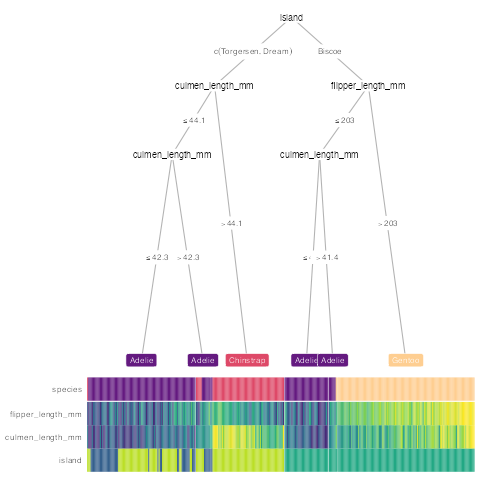 island
c(Torgersen, Dream) Biscoe
culmen_length_mm flipper_length_mm
≤ 44.1 ≤ 203
culmen_length_mm culmen_length_mm
> 44.1 > 203
≤ 42.3 > 42.3 > 41.4
Adelie Adelie Chinstrap Adelie Adelie Gentoo
species
flipper_length_mm
culmen_length_mm
island